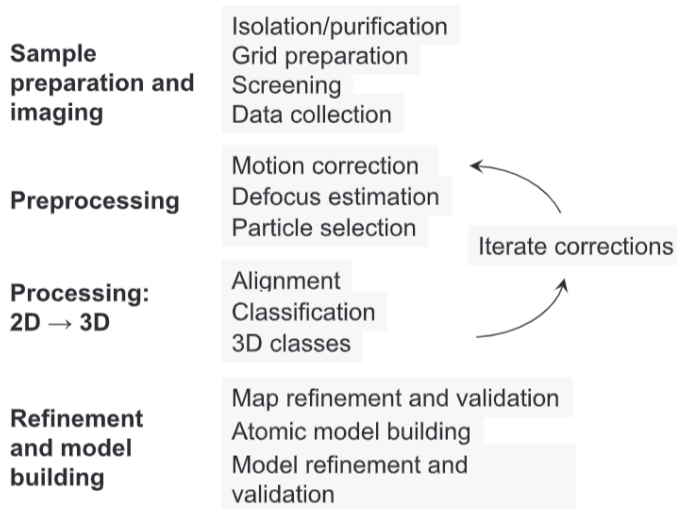 Sample
preparation and
imaging
Isolation/purification
Grid preparation
Screening
Data collection
Preprocessing
Motion correction
Defocus estimation
Particle selection
Iterate corrections
Processing:
2D → 3D
Alignment
Classification
3D classes
Refinement
and model
building
Map refinement and validation
Atomic model building
Model refinement and
validation